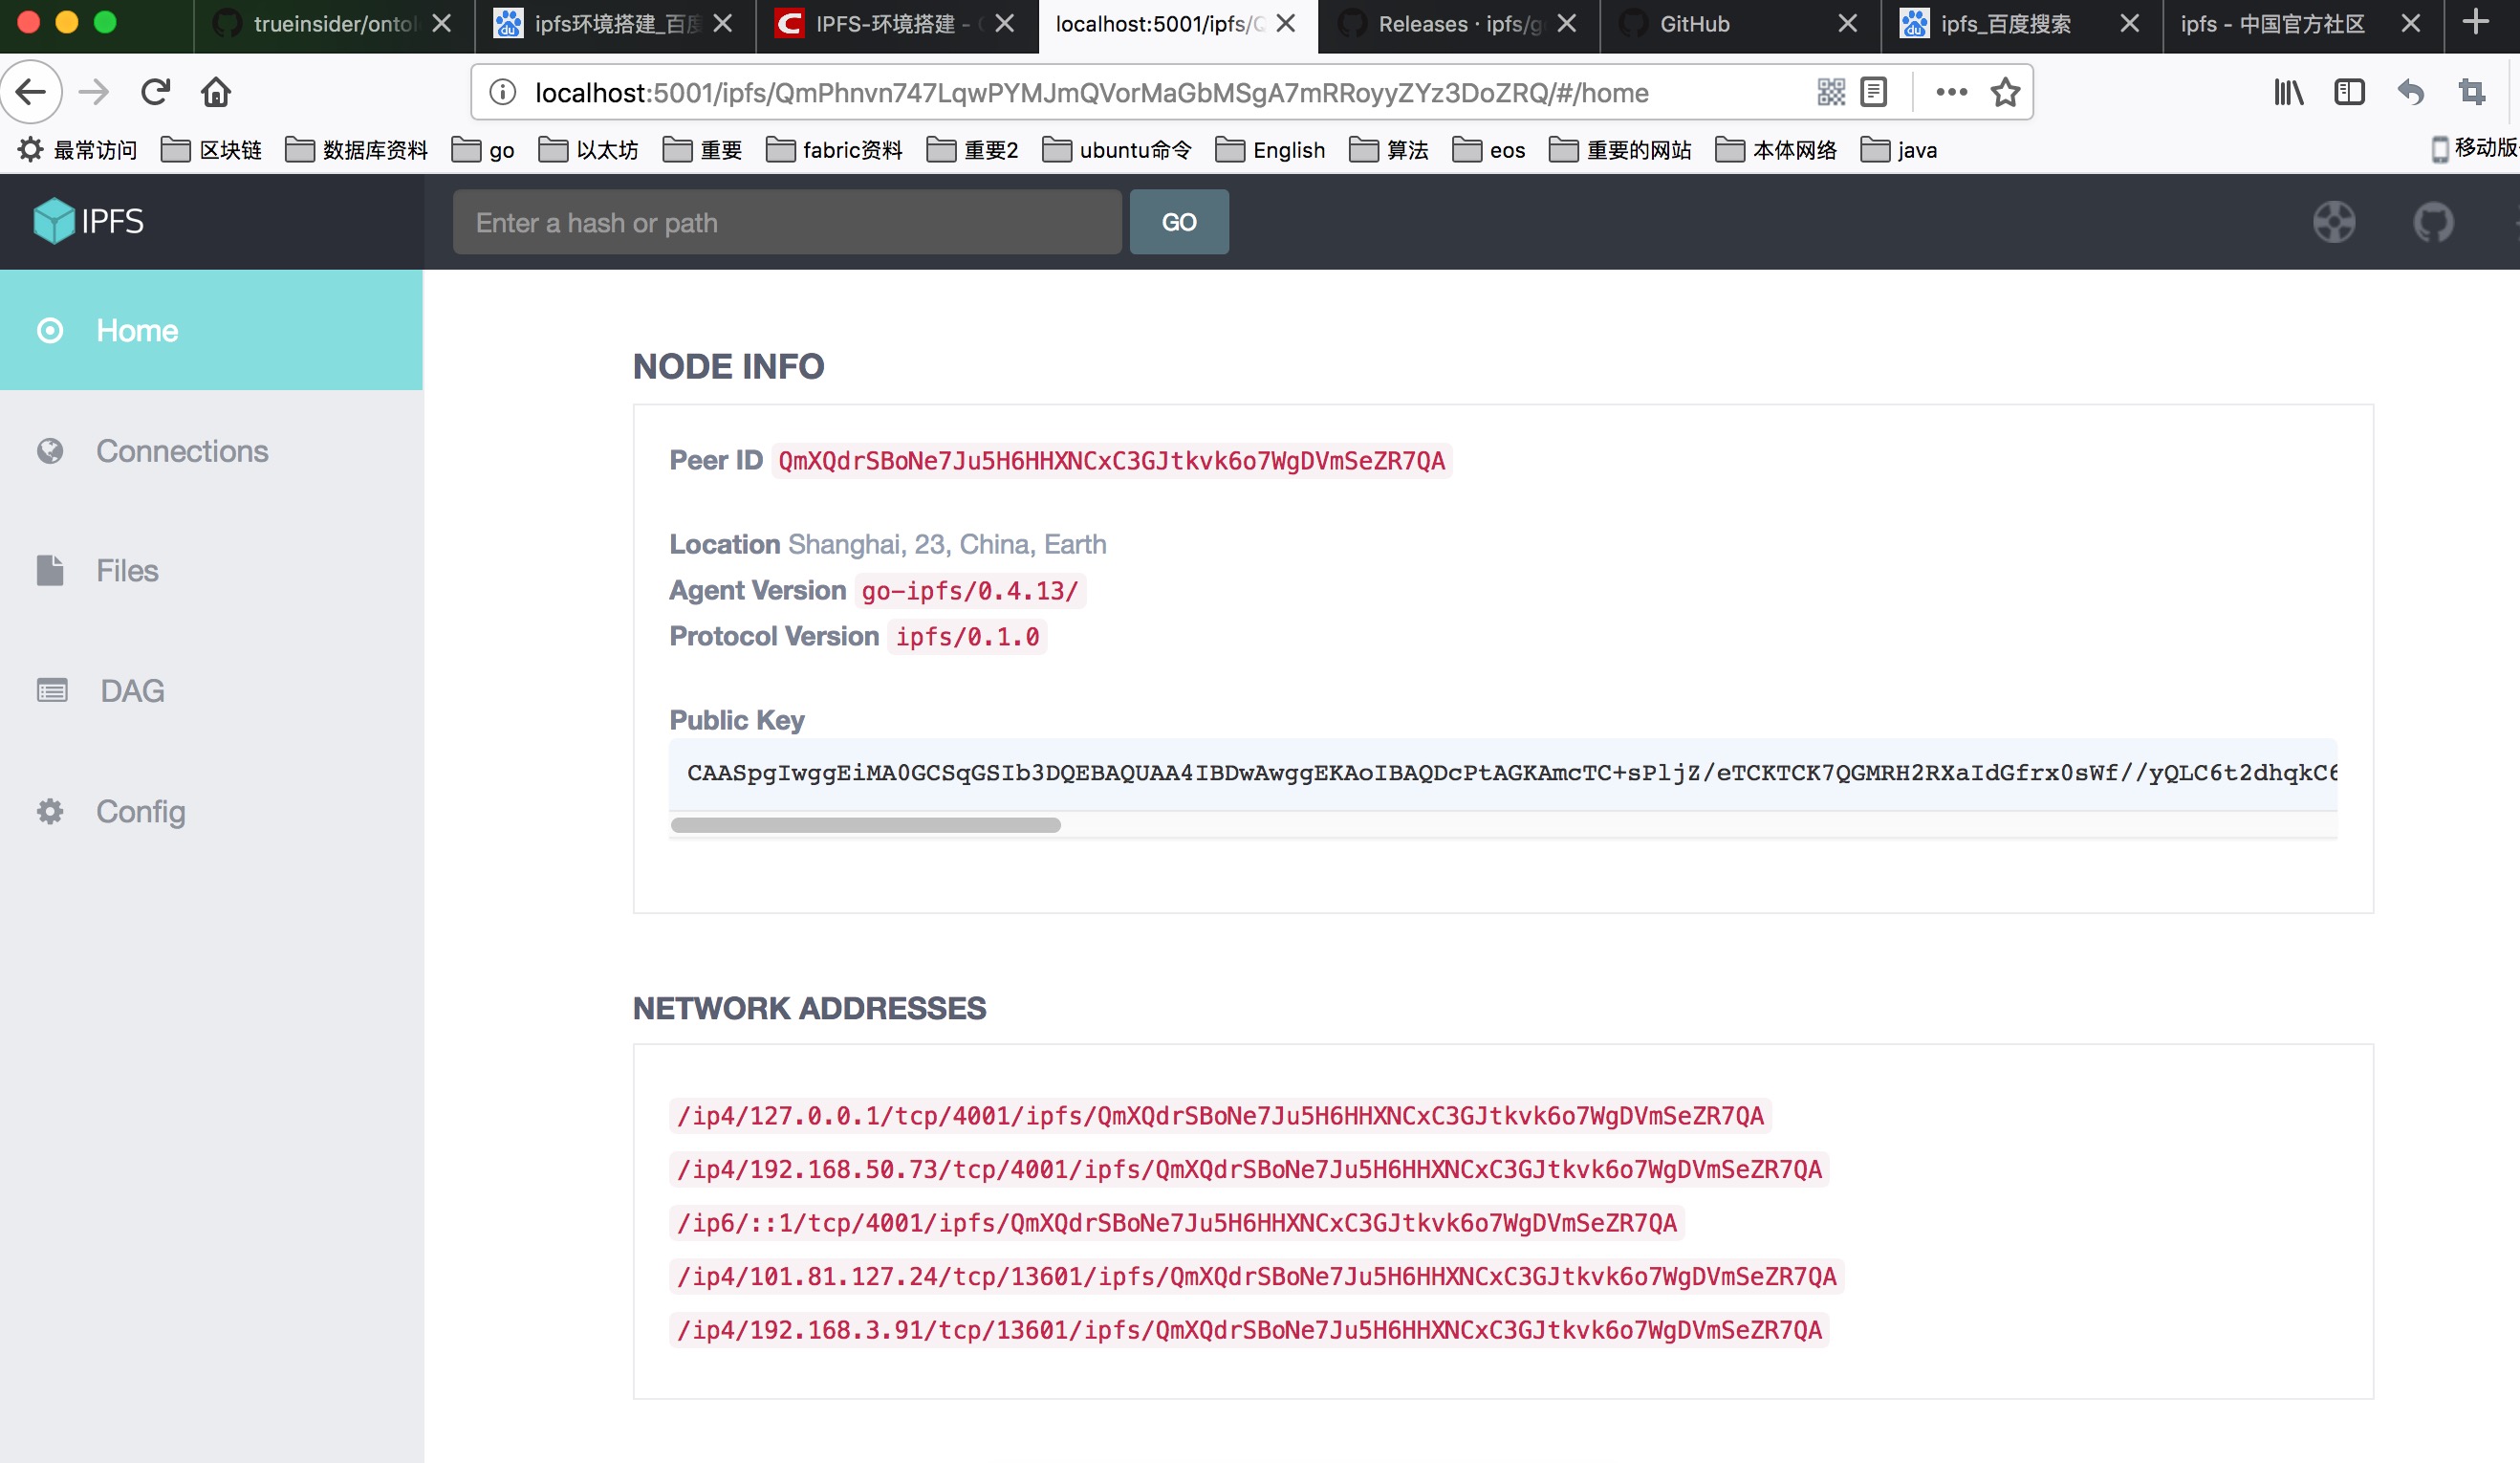 trueinsider/ontol
ipfs环境搭建_百度
IPFS-环境搭建 - C
localhost:5001/ipfs/Q
Releases · ipfs/g
GitHub
ipfs_百度搜索
ipfs - 中国官方社区
localhost:5001/ipfs/QmPhnvn747LqwPYMJmQVorMaGbMSgA7mRRoyyZYz3DoZRQ/#/home
最常访问
区块链
数据库资料
go
以太坊
重要
fabric资料
重要2
ubuntu命令
English
算法
eos
重要的网站
本体网络
java
移动版
IPFS
Enter a hash or path
GO
Home
Connections
Files
DAG
Config
NODE INFO
Peer ID QmXQdrSBoNe7Ju5H6HHXNCxC3GJtkvk6o7WgDVmSeZR7QA
Location Shanghai, 23, China, Earth
Agent Version go-ipfs/0.4.13/
Protocol Version ipfs/0.1.0
Public Key
CAASpgIwggEiMA0GCSqGSIb3DQEBAQUAA4IBDwAwggEKAoIBAQDcPtAGKAmcTC+sPljZ/eTCKTCK7QGMRH2RXaIdGfrx0sWf//yQLC6t2dhqkC6
NETWORK ADDRESSES
/ip4/127.0.0.1/tcp/4001/ipfs/QmXQdrSBoNe7Ju5H6HHXNCxC3GJtkvk6o7WgDVmSeZR7QA
/ip4/192.168.50.73/tcp/4001/ipfs/QmXQdrSBoNe7Ju5H6HHXNCxC3GJtkvk6o7WgDVmSeZR7QA
/ip6/::1/tcp/4001/ipfs/QmXQdrSBoNe7Ju5H6HHXNCxC3GJtkvk6o7WgDVmSeZR7QA
/ip4/101.81.127.24/tcp/13601/ipfs/QmXQdrSBoNe7Ju5H6HHXNCxC3GJtkvk6o7WgDVmSeZR7QA
/ip4/192.168.3.91/tcp/13601/ipfs/QmXQdrSBoNe7Ju5H6HHXNCxC3GJtkvk6o7WgDVmSeZR7QA